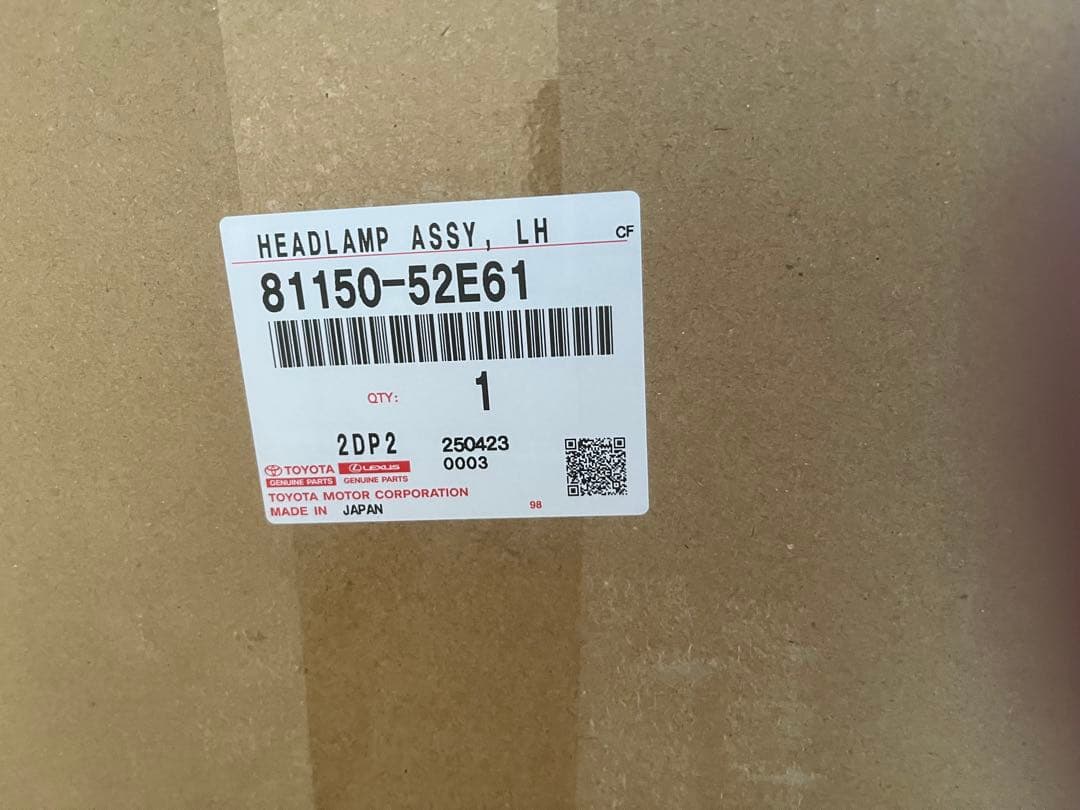 HEADLAMP ASSY, LH CF
81150-52E61
QTY: 1
2DP2 250423
0003
TOYOTA LEXUS
GENUINE PARTS GENUINE PARTS
TOYOTA MOTOR CORPORATION
MADE IN JAPAN 98